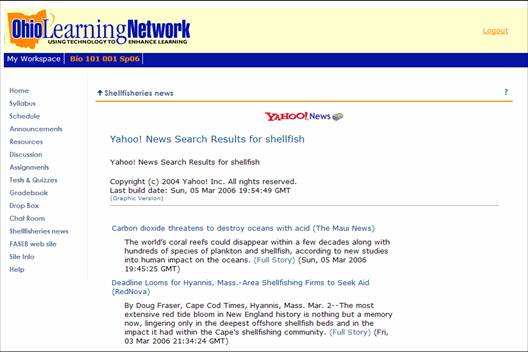 OhioLearningNetwork
USING TECHNOLOGY TO ENHANCE LEARNING
Logout
My Workspace Bio 101 001 Sp06
Home
Syllabus
Schedule
Announcements
Resources
Discussion
Assignments
Tests & Quizzes
Gradebook
Drop Box
Chat Room
Shellfisheries news
FASEB web site
Site Info
Help
Shellfisheries news ?
YAHOO! News
Yahoo! News Search Results for shellfish
Yahoo! News Search Results for shellfish
Copyright (c) 2004 Yahoo! Inc. All rights reserved.
Last build date: Sun, 05 Mar 2006 19:54:49 GMT
(Graphic Version)
Carbon dioxide threatens to destroy oceans with acid (The Maui News)
The world's coral reefs could disappear within a few decades along with
hundreds of species of plankton and shellfish, according to new studies
into human impact on the oceans. (Full Story) (Sun, 05 Mar 2006
19:45:25 GMT)
Deadline Looms for Hyannis, Mass.-Area Shellfishing Firms to Seek Aid
(RedNova)
By Doug Fraser, Cape Cod Times, Hyannis, Mass. Mar. 2--The most
extensive red tide bloom in New England history is nothing but a memory
now, lingering only in the deepest offshore shellfish beds and in the
impact it had within the Cape's shellfishing community. (Full Story) (Fri,
03 Mar 2006 21:34:24 GMT)